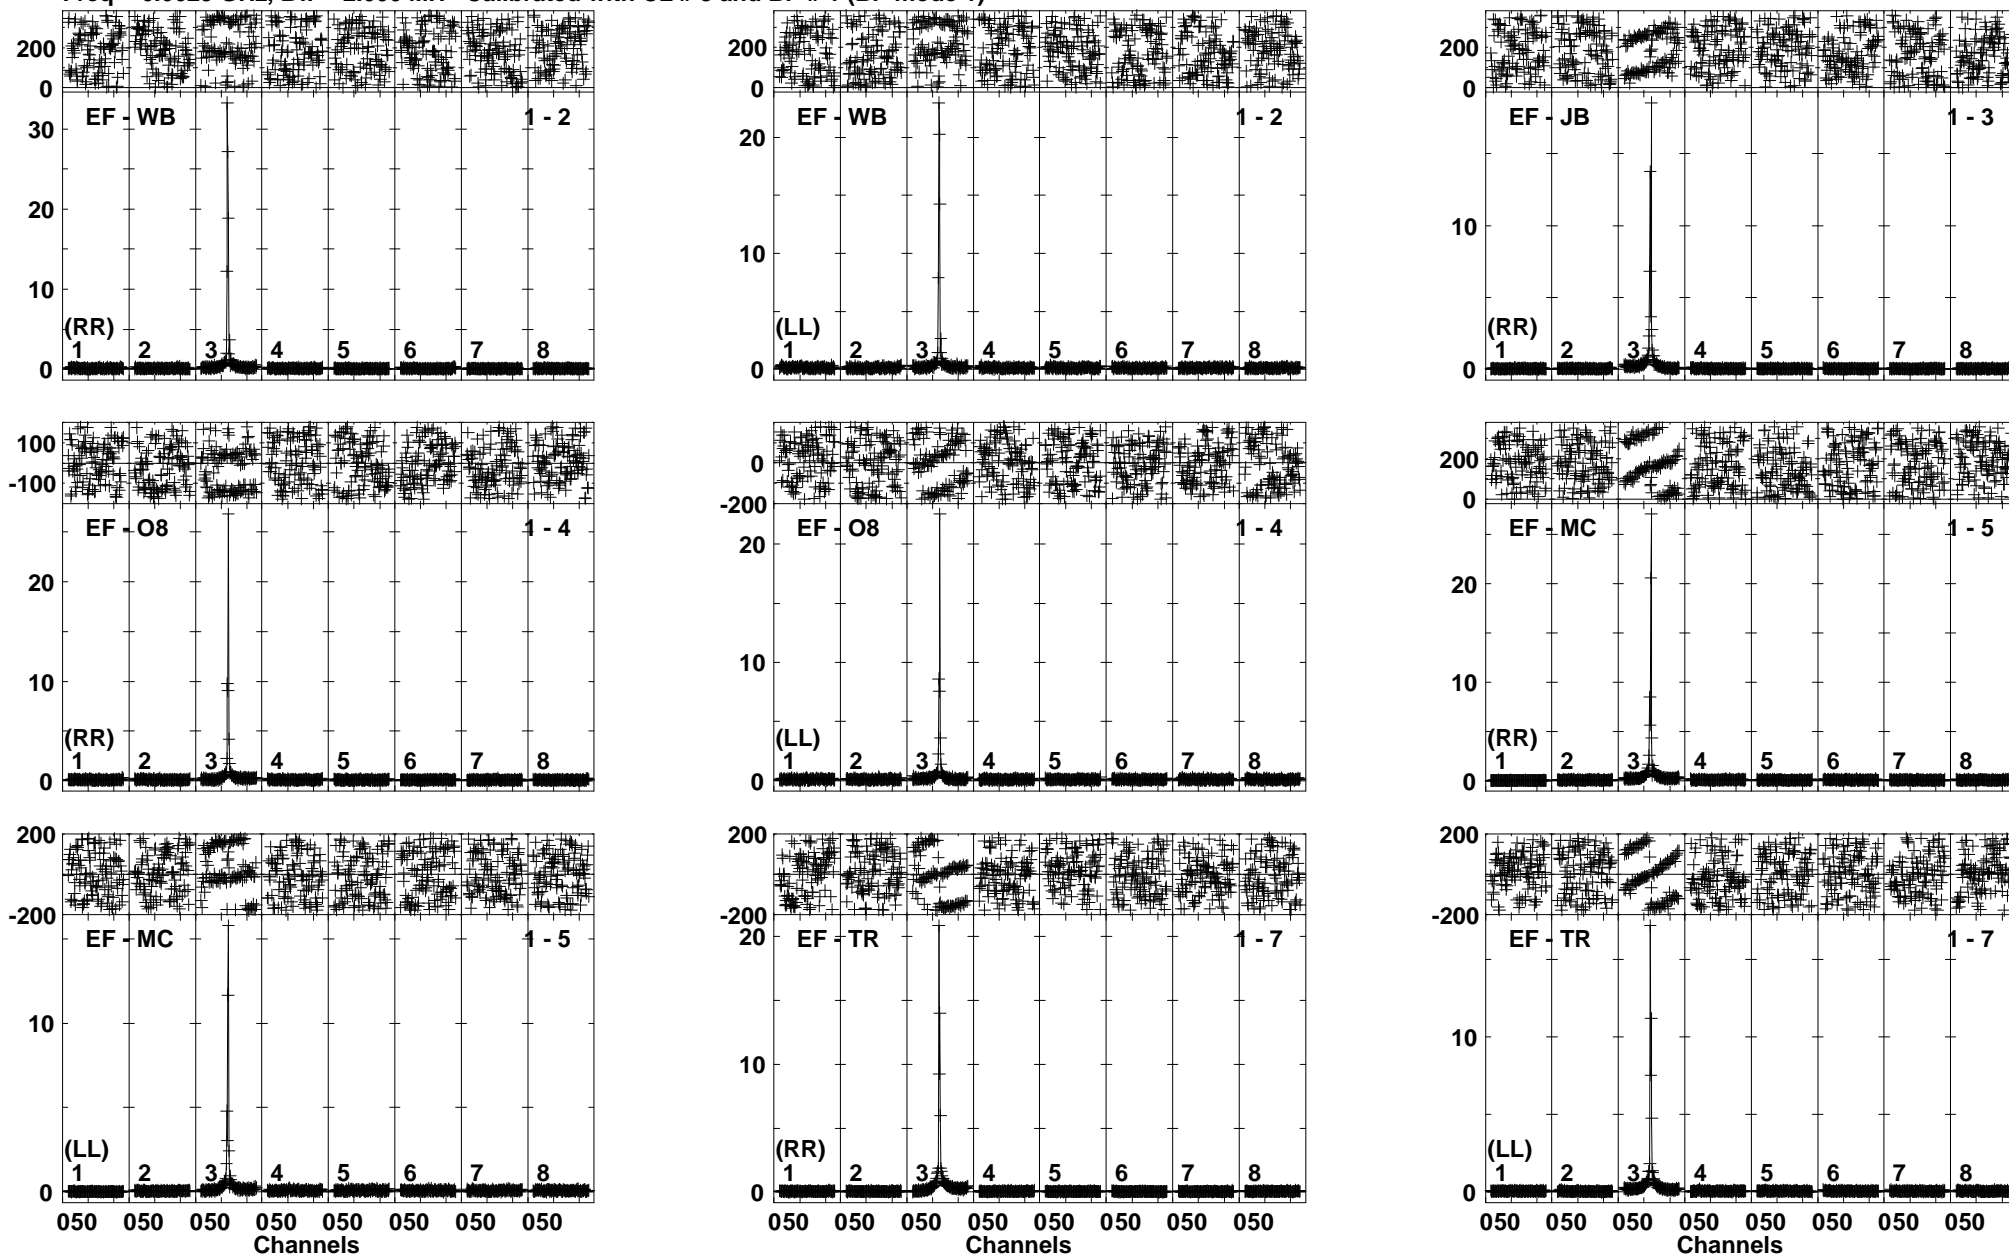 200 200 200
0 0 0
EF - WB 1 - 2 EF - WB 1 - 2 EF - JB 1 - 3
30 20 10 0
20 10 0
10 0
(RR) (LL) (RR)
1 2 3 4 5 6 7 8 1 2 3 4 5 6 7 8 1 2 3 4 5 6 7 8
100 0 200
-100 -200 0
EF - O8 1 - 4 EF - O8 1 - 4 EF - MC 1 - 5
20 10 0
20 10 0
20 10 0
(RR) (LL) (RR)
1 2 3 4 5 6 7 8 1 2 3 4 5 6 7 8 1 2 3 4 5 6 7 8
200 200 200
-200 -200 -200
EF - MC 1 - 5 EF - TR 1 - 7 EF - TR 1 - 7
10 0
20 10 0
10 0
(LL) (RR) (LL)
1 2 3 4 5 6 7 8 1 2 3 4 5 6 7 8 1 2 3 4 5 6 7 8
050 050 050 050 050 050 050 050 050 050 050 050 050 050 050 050 050 050 050 050 050 050 050 050
Channels Channels Channels